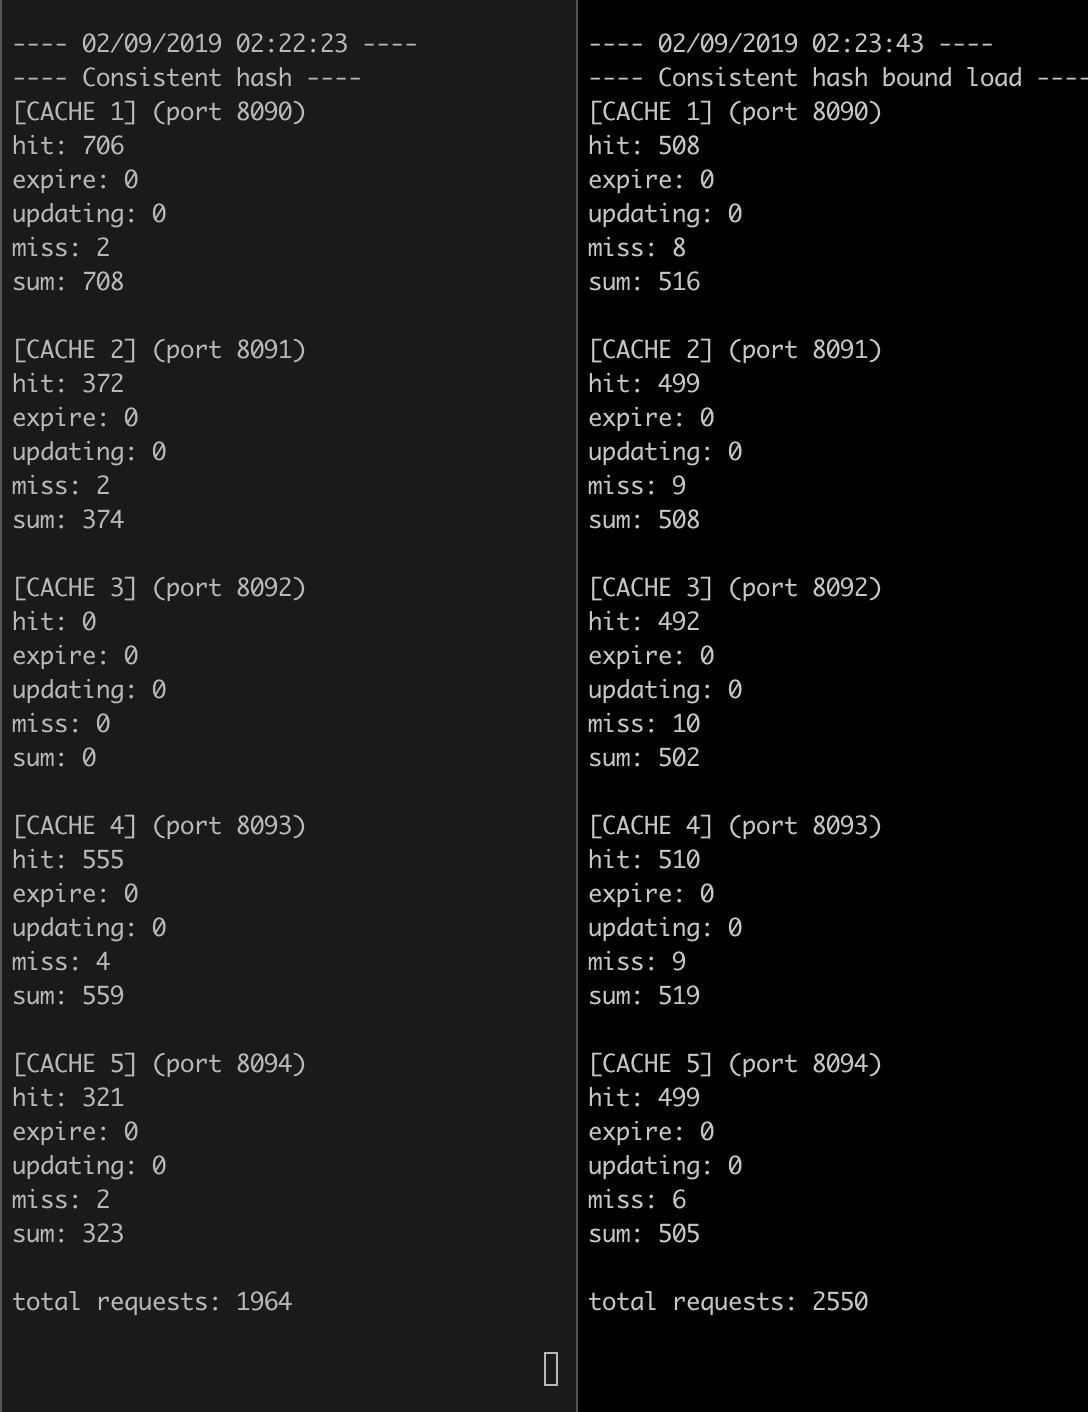 ---- 02/09/2019 02:22:23 ----
---- Consistent hash ----
[CACHE 1] (port 8090)
hit: 706
expire: 0
updating: 0
miss: 2
sum: 708
[CACHE 2] (port 8091)
hit: 372
expire: 0
updating: 0
miss: 2
sum: 374
[CACHE 3] (port 8092)
hit: 0
expire: 0
updating: 0
miss: 0
sum: 0
[CACHE 4] (port 8093)
hit: 555
expire: 0
updating: 0
miss: 4
sum: 559
[CACHE 5] (port 8094)
hit: 321
expire: 0
updating: 0
miss: 2
sum: 323
total requests: 1964
---- 02/09/2019 02:23:43 ----
---- Consistent hash bound load ----
[CACHE 1] (port 8090)
hit: 508
expire: 0
updating: 0
miss: 8
sum: 516
[CACHE 2] (port 8091)
hit: 499
expire: 0
updating: 0
miss: 9
sum: 508
[CACHE 3] (port 8092)
hit: 492
expire: 0
updating: 0
miss: 10
sum: 502
[CACHE 4] (port 8093)
hit: 510
expire: 0
updating: 0
miss: 9
sum: 519
[CACHE 5] (port 8094)
hit: 499
expire: 0
updating: 0
miss: 6
sum: 505
total requests: 2550